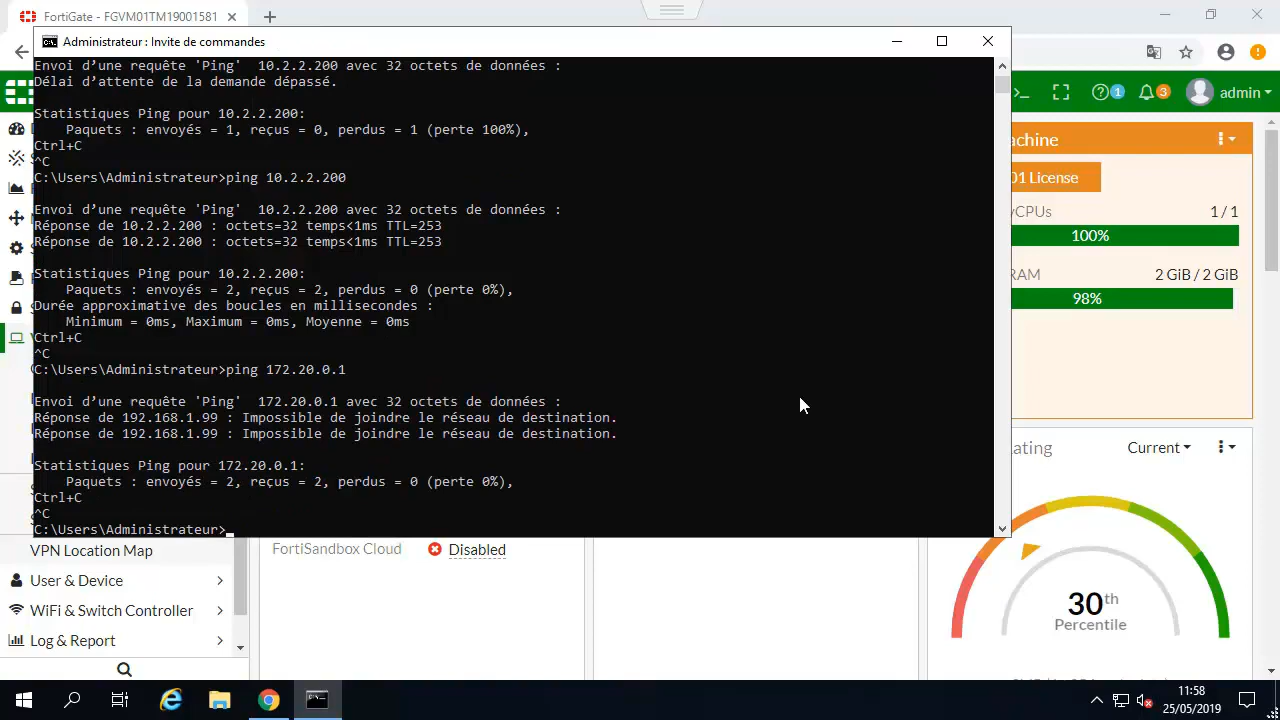 FortiGate - FGVM01TM19001581
Administrateur : Invite de commandes
Envoi d'une requête 'Ping'  10.2.2.200 avec 32 octets de données :
Délai d'attente de la demande dépassé.
Statistiques Ping pour 10.2.2.200:
    Paquets : envoyés = 1, reçus = 0, perdus = 1 (perte 100%),
Ctrl+C
^C
C:\Users\Administrateur>ping 10.2.2.200
Envoi d'une requête 'Ping'  10.2.2.200 avec 32 octets de données :
Réponse de 10.2.2.200 : octets=32 temps<1ms TTL=253
Réponse de 10.2.2.200 : octets=32 temps<1ms TTL=253
Statistiques Ping pour 10.2.2.200:
    Paquets : envoyés = 2, reçus = 2, perdus = 0 (perte 0%),
Durée approximative des boucles en millisecondes :
    Minimum = 0ms, Maximum = 0ms, Moyenne = 0ms
Ctrl+C
^C
C:\Users\Administrateur>ping 172.20.0.1
Envoi d'une requête 'Ping'  172.20.0.1 avec 32 octets de données :
Réponse de 192.168.1.99 : Impossible de joindre le réseau de destination.
Réponse de 192.168.1.99 : Impossible de joindre le réseau de destination.
Statistiques Ping pour 172.20.0.1:
    Paquets : envoyés = 2, reçus = 2, perdus = 0 (perte 0%),
Ctrl+C
^C
C:\Users\Administrateur>
1
3
admin
achine
01 License
CPUs
1 / 1
100%
RAM
2 GiB / 2 GiB
98%
ating
Current
30th
Percentile
VPN Location Map
User & Device
WiFi & Switch Controller
Log & Report
FortiSandbox Cloud
Disabled
11:58
25/05/2019